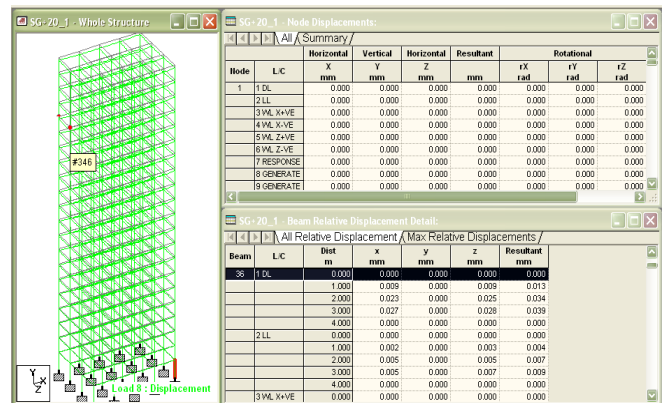 SG+20_1 - Whole Structure
#346
Y
X
Z
Load 8 : Displacement
SG+20_1 - Node Displacements:
All Summary
Horizontal Vertical Horizontal Resultant Rotational
Node L/C X mm Y mm Z mm mm rX rad rY rad rZ rad
1 1 DL 0.000 0.000 0.000 0.000 0.000 0.000 0.000
2 LL 0.000 0.000 0.000 0.000 0.000 0.000 0.000
3 WL X+VE 0.000 0.000 0.000 0.000 0.000 0.000 0.000
4 WL X-VE 0.000 0.000 0.000 0.000 0.000 0.000 0.000
5 WL Z+VE 0.000 0.000 0.000 0.000 0.000 0.000 0.000
6 WL Z-VE 0.000 0.000 0.000 0.000 0.000 0.000 0.000
7 RESPONSE 0.000 0.000 0.000 0.000 0.000 0.000 0.000
8 GENERATE 0.000 0.000 0.000 0.000 0.000 0.000 0.000
9 GENERATE 0.000 0.000 0.000 0.000 0.000 0.000 0.000
SG+20_1 - Beam Relative Displacement Detail:
All Relative Displacement Max Relative Displacements
Beam L/C Dist m x mm y mm z mm Resultant mm
36 1 DL 0.000 0.000 0.000 0.000 0.000
1.000 0.009 0.000 0.009 0.013
2.000 0.023 0.000 0.025 0.034
3.000 0.027 0.000 0.028 0.039
4.000 0.000 0.000 0.000 0.000
2 LL 0.000 0.000 0.000 0.000 0.000
1.000 0.002 0.000 0.003 0.004
2.000 0.005 0.000 0.005 0.007
3.000 0.005 0.000 0.007 0.009
4.000 0.000 0.000 0.000 0.000
3 WL X+VE 0.000 0.000 0.000 0.000 0.000